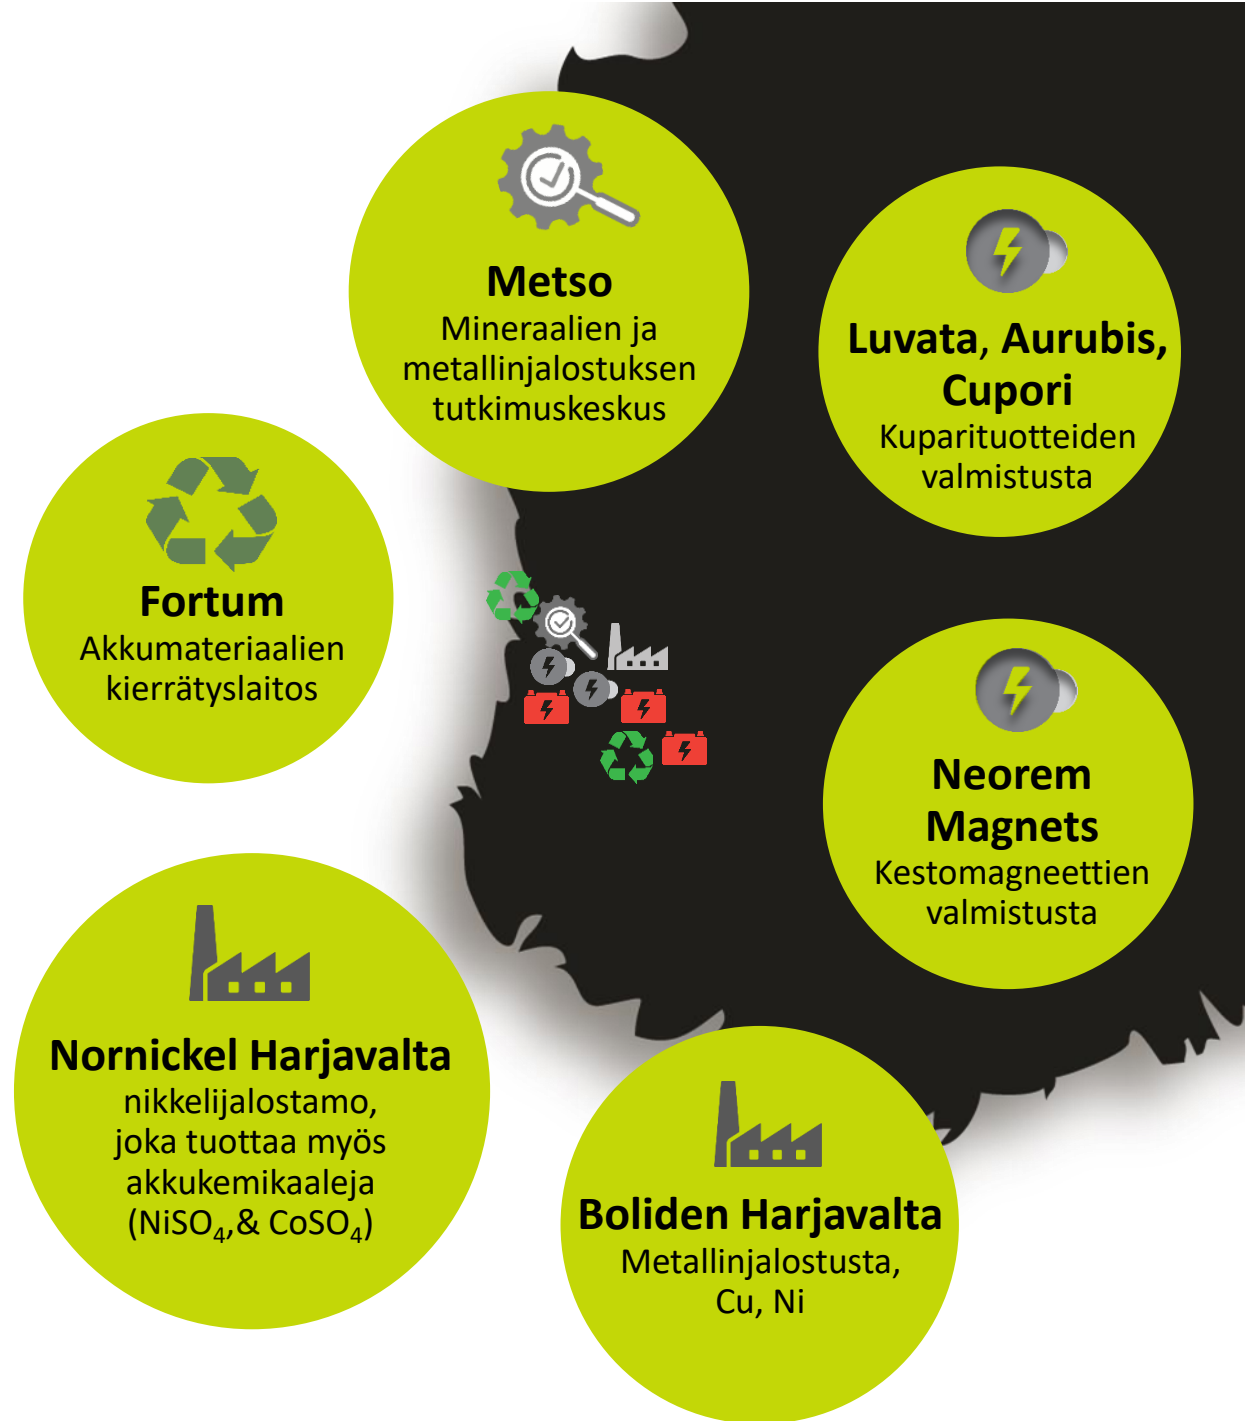 Metso
Mineraalien ja
metallinjalostuksen
tutkimuskeskus
Luvata, Aurubis,
Cupori
Kuparituotteiden
valmistusta
Fortum
Akkumateriaalien
kierrätyslaitos
Neorem
Magnets
Kestomagneettien
valmistusta
Nornickel Harjavalta
nikkelijalostamo,
joka tuottaa myös
akkukemikaaleja
(NiSO₄,& CoSO₄)
Boliden Harjavalta
Metallinjalostusta,
Cu, Ni